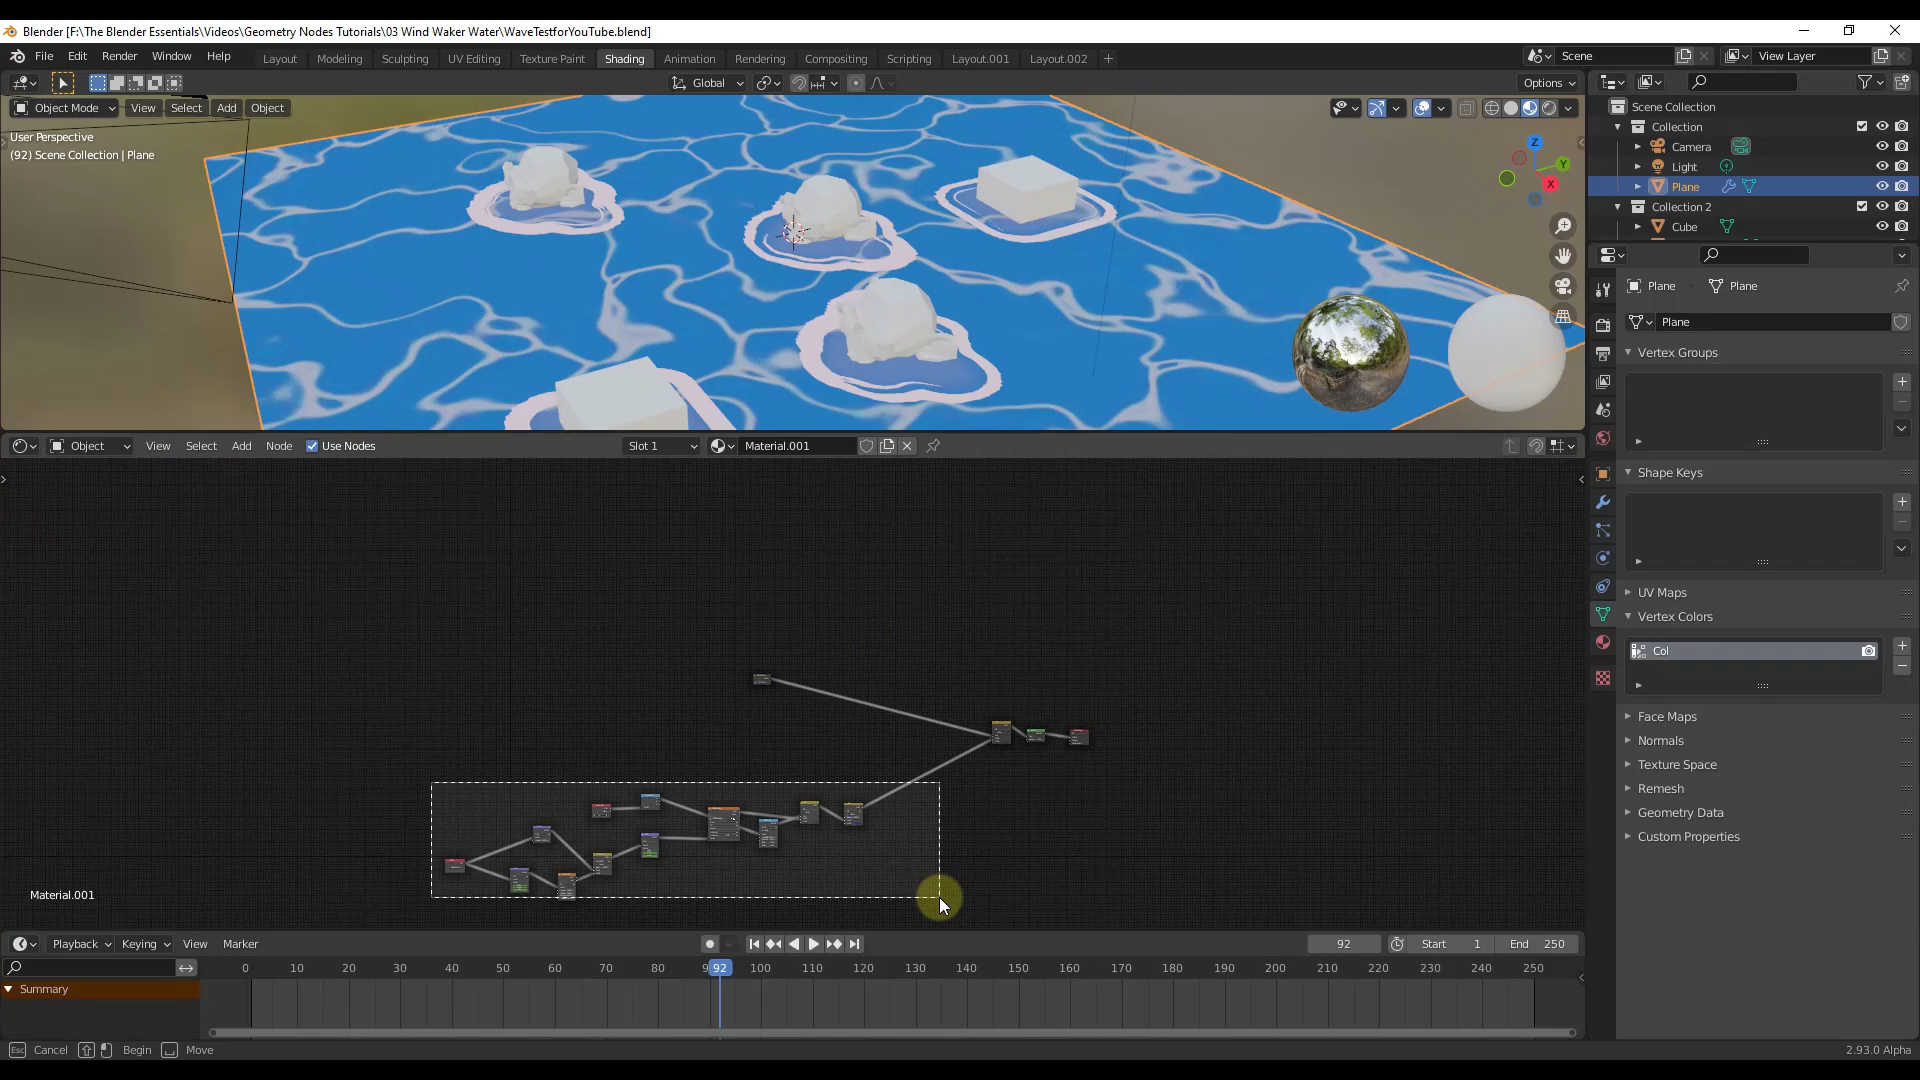 Blender [F:\The Blender Essentials\Videos\Geometry Nodes Tutorials\03 Wind Waker Water\WaveTestforYouTube.blend]
File Edit Render Window Help Layout Modeling Sculpting UV Editing Texture Paint Shading Animation Rendering Compositing Scripting Layout.001 Layout.002 + Scene View Layer
Global Options
Object Mode View Select Add Object
User Perspective
(92) Scene Collection | Plane
Z
Y
X
Scene Collection
Collection
Camera
Light
Plane
Collection 2
Cube
Plane Plane
Plane
Vertex Groups
Shape Keys
UV Maps
Vertex Colors
Col
Face Maps
Normals
Texture Space
Remesh
Geometry Data
Custom Properties
Object View Select Add Node Use Nodes Slot 1 Material.001
Material.001
Playback Keying View Marker 92 Start 1 End 250
0 10 20 30 40 50 60 70 80 9 92 100 110 120 130 140 150 160 170 180 190 200 210 220 230 240 250
Summary
Esc Cancel Begin Move 2.93.0 Alpha